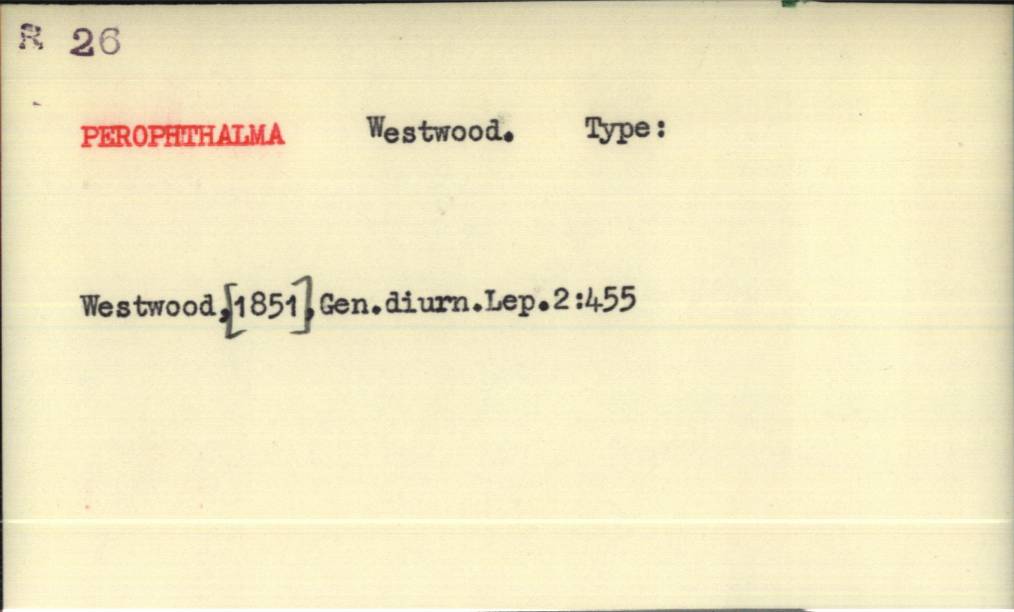 R 26
PEROPHTHALMA Westwood. Type:
Westwood,[1851],Gen.diurn.Lep.2:455